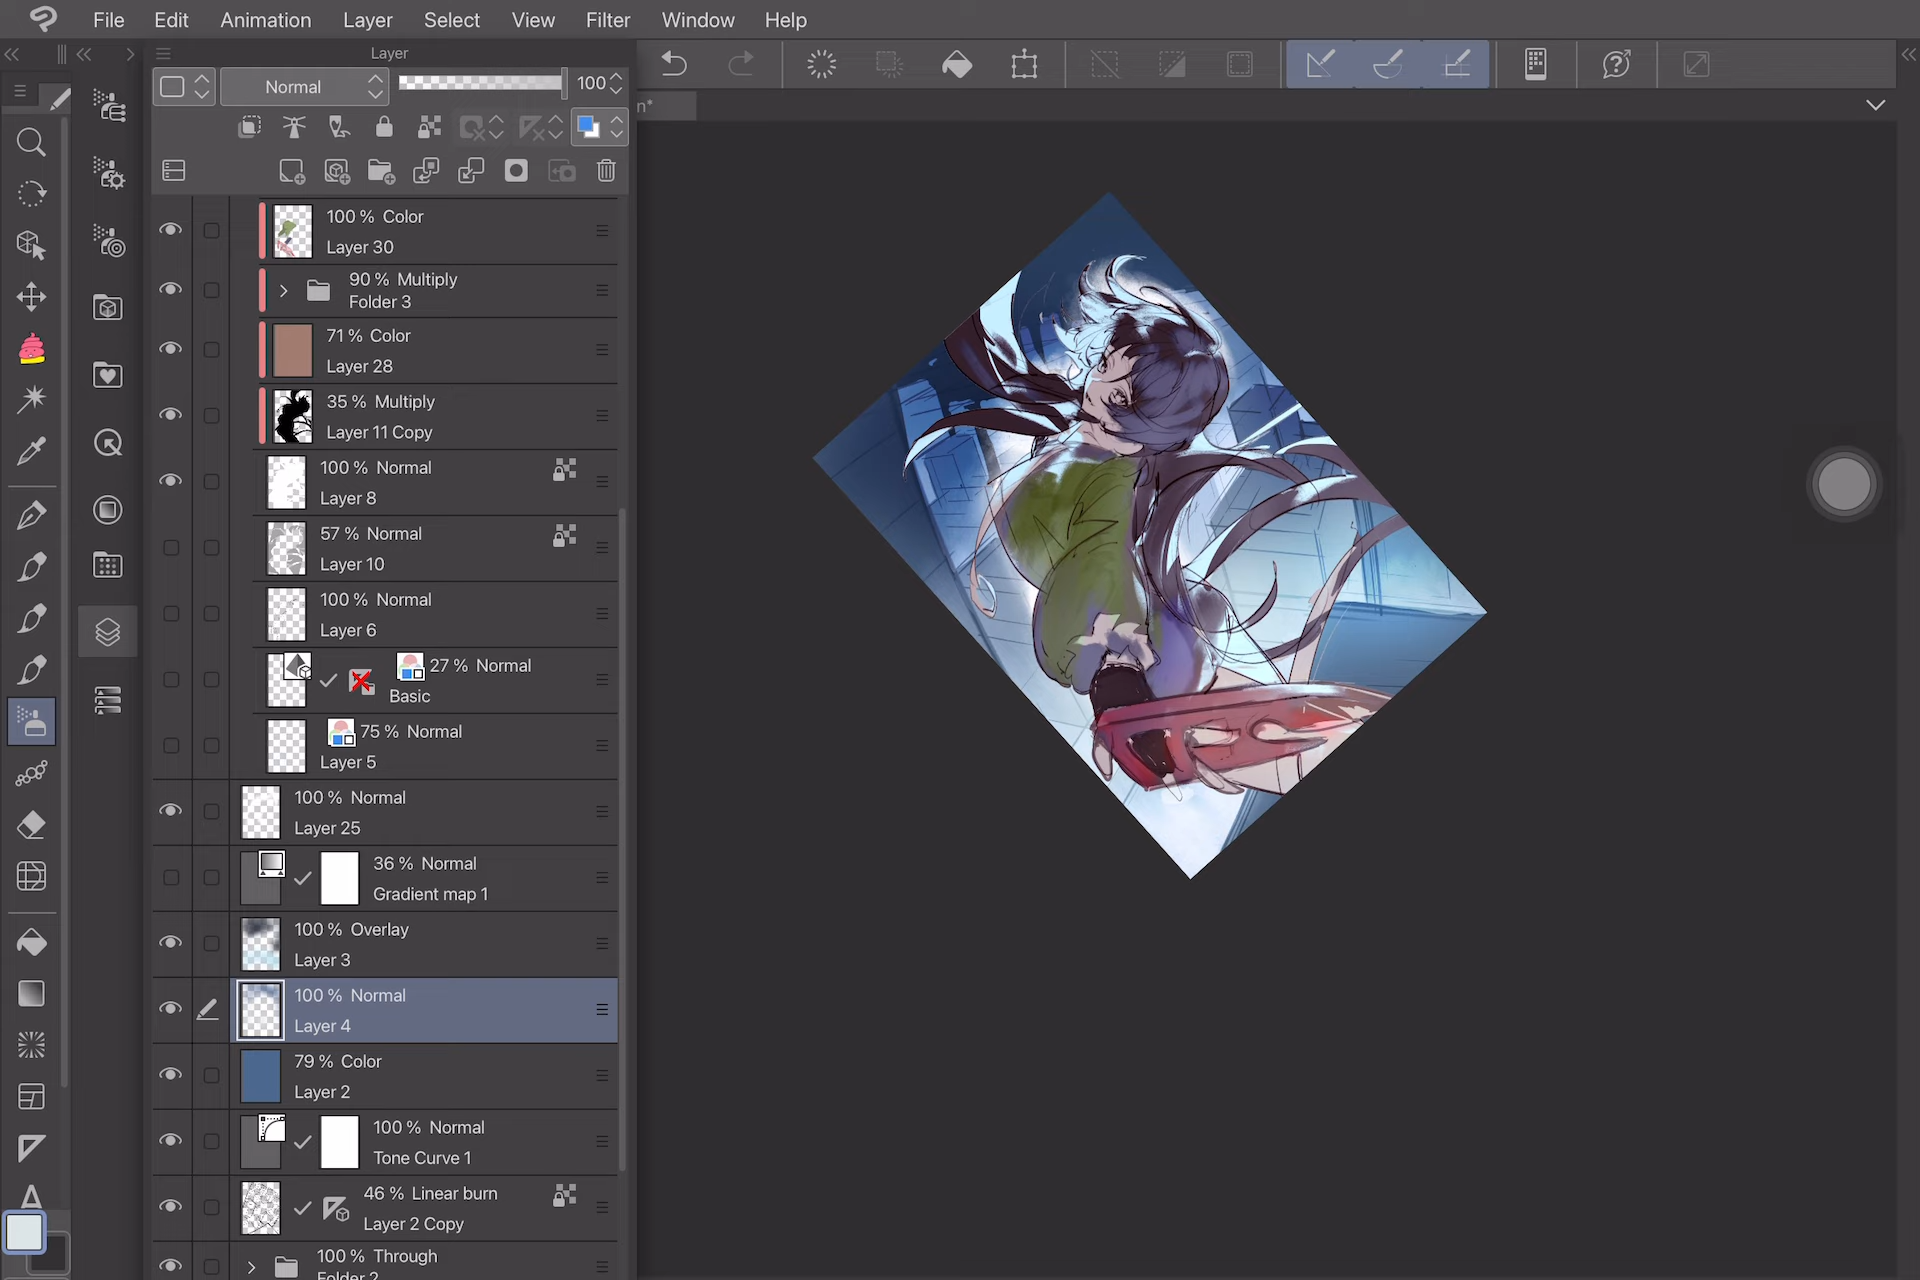 File Edit Animation Layer Select View Filter Window Help
Layer
Normal 100
n*
100 % Color
Layer 30
90 % Multiply
Folder 3
71 % Color
Layer 28
35 % Multiply
Layer 11 Copy
100 % Normal
Layer 8
57 % Normal
Layer 10
100 % Normal
Layer 6
27 % Normal
Basic
75 % Normal
Layer 5
100 % Normal
Layer 25
36 % Normal
Gradient map 1
100 % Overlay
Layer 3
100 % Normal
Layer 4
79 % Color
Layer 2
100 % Normal
Tone Curve 1
46 % Linear burn
Layer 2 Copy
100 % Through
Folder 2